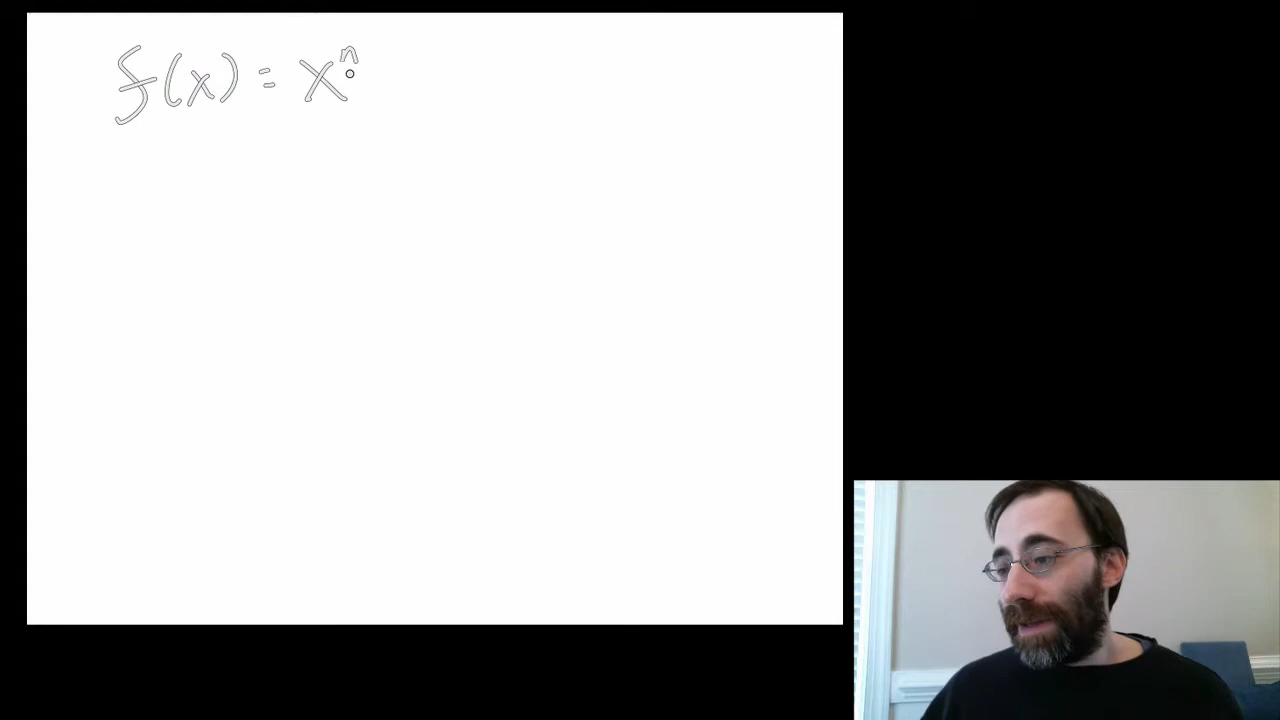 f(x) = xⁿ